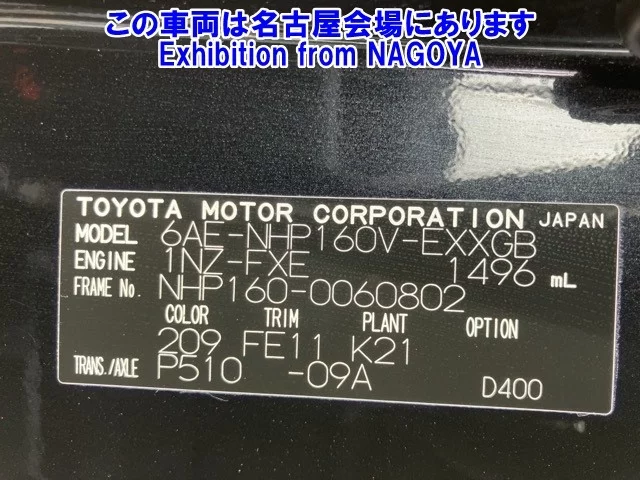 この車両は名古屋会場にあります
Exhibition from NAGOYA
TOYOTA MOTOR CORPORATION JAPAN
MODEL 6AE-NHP160V-EXXGB
ENGINE 1NZ-FXE 1496 mL
FRAME No. NHP160-0060802
COLOR TRIM PLANT OPTION
209 FE11 K21
TRANS./AXLE P510 -09A D400